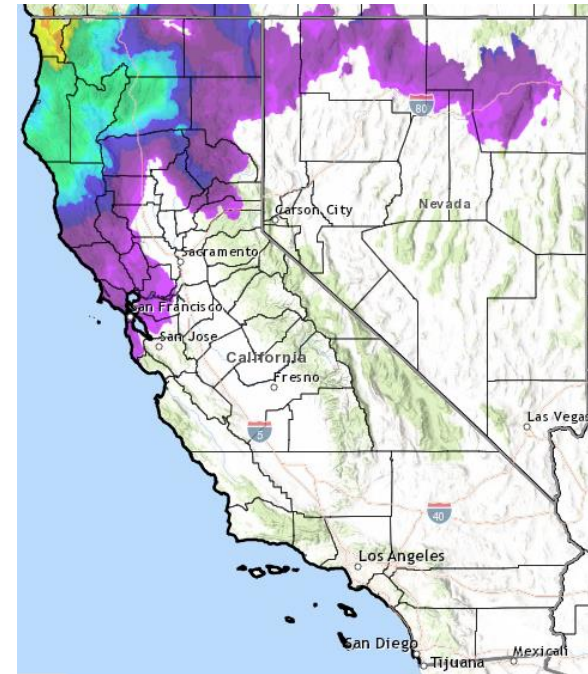 80
Nevada
Carson City
Sacramento
San Francisco
San Jose
California
Fresno
Las Vegas
5
40
Los Angeles
San Diego
Tijuana
Mexicali